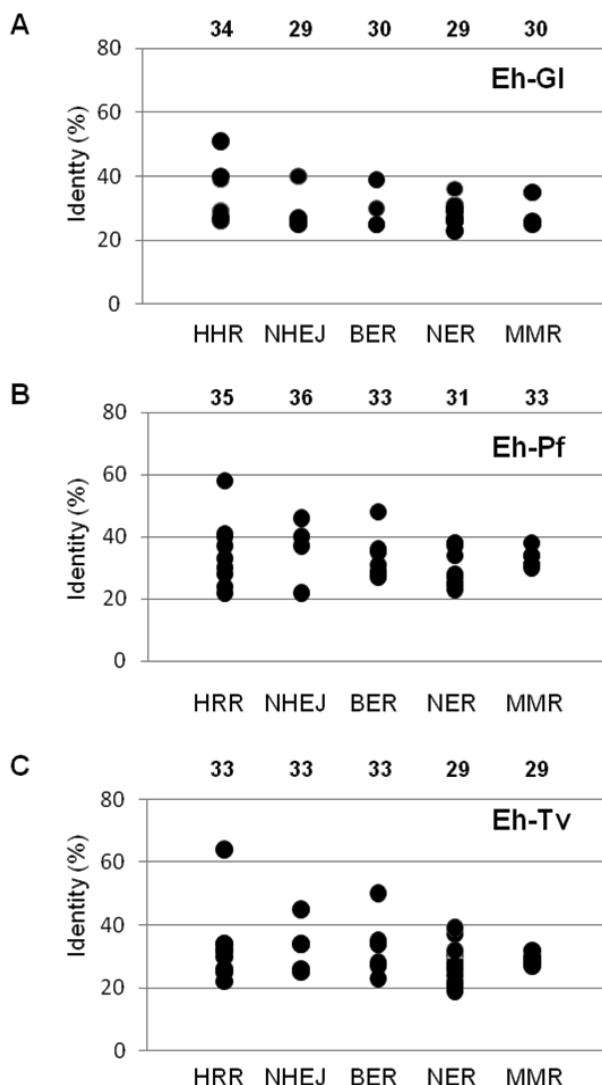 A
34 29 30 29 30
Eh-Gl
Identty (%)
80
60
40
20
0
HHR NHEJ BER NER MMR
B
35 36 33 31 33
Eh-Pf
Identity (%)
80
60
40
20
0
HRR NHEJ BER NER MMR
C
33 33 33 29 29
Eh-Tv
Identity (%)
80
60
40
20
0
HRR NHEJ BER NER MMR